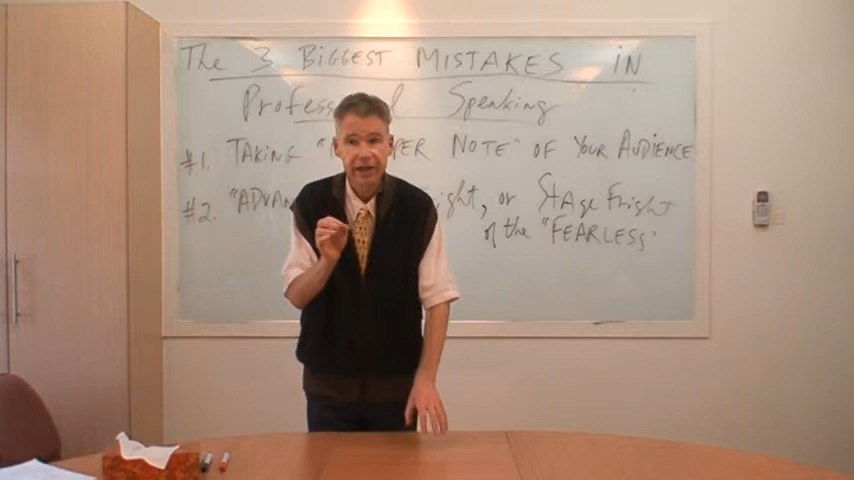 The 3 BIGGEST MISTAKES iN
Speaking
#1. TAKING " PER NOTE" OF YOUR AUDIENCE
#2. "ADVAN ight, or StAge Fright
of the "FEARLESS"